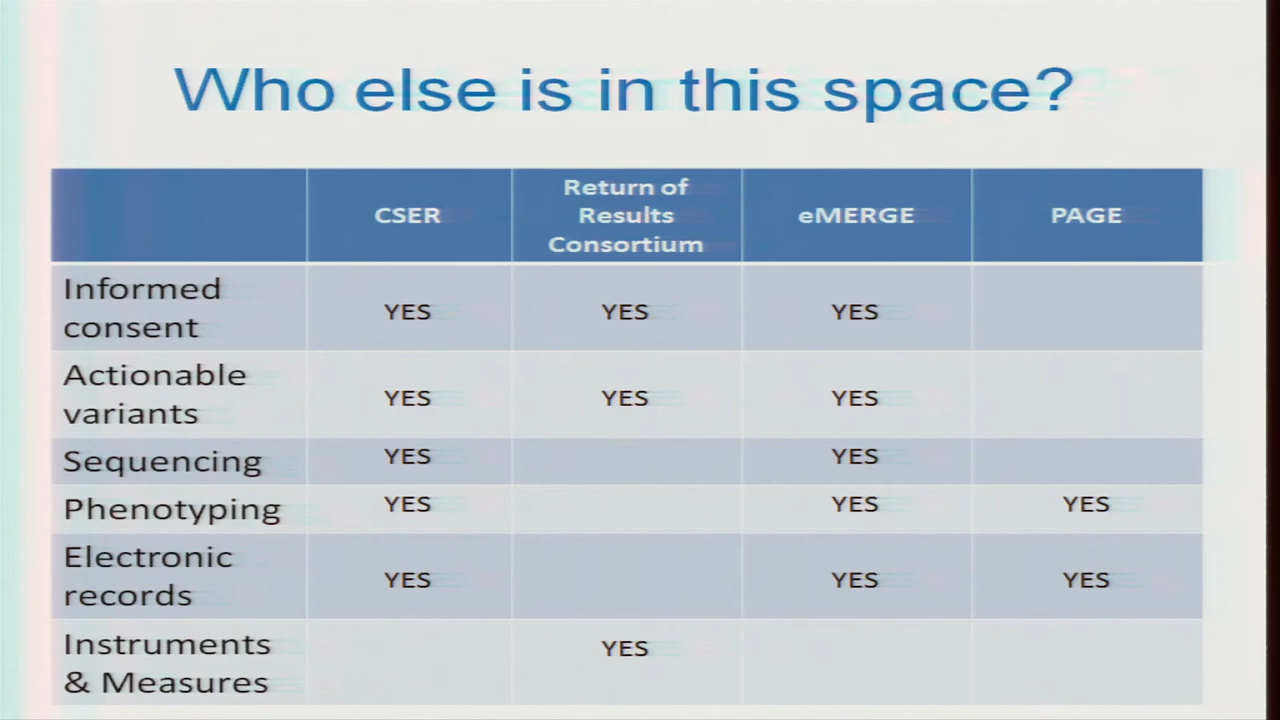 Who else is in this space?
CSER
Return of
Results
Consortium
eMERGE
PAGE
Informed
consent
YES
YES
YES
Actionable
variants
YES
YES
YES
Sequencing
YES
YES
Phenotyping
YES
YES
YES
Electronic
records
YES
YES
YES
Instruments
& Measures
YES